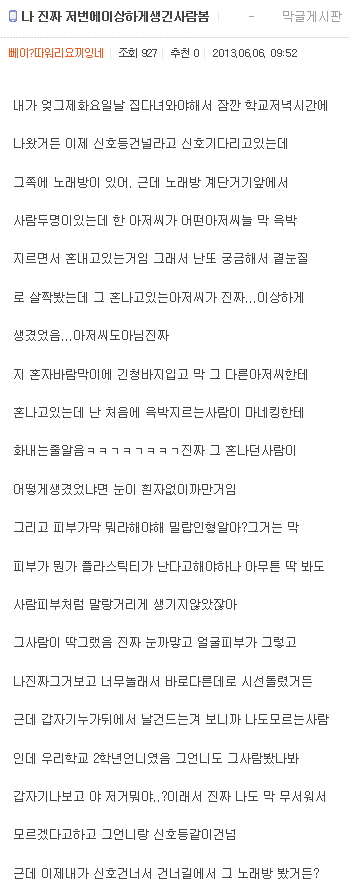 나 진짜 저번에이상하게생긴사람봄 - 막글게시판
빼이?따위리요끼잉네 조회 927 추천 0 2013,06,06, 09:52
내가 엊그제화요일날 집다녀와야해서 잠깐 학교저녁시간에
나왔거든 이제 신호등건널라고 신호기다리고있는데
그쪽에 노래방이 있어, 근데 노래방 계단거기앞에서
사람두명이있는데 한 아저씨가 어떤아저씨늘 막 윽박
지르면서 혼내고있는거임 그래서 난또 궁금해서 곁눈질
로 살짝봤는데 그 혼나고있는아저씨가 진짜...이상하게
생겼었음...아저씨도아님진짜
지 혼자바람막이에 긴청바지입고 막 그 다른아저씨한테
혼나고있는데 난 처음에 윽박지르는사람이 마네킹한테
화내는줄알음ㅋㅋㄱㅋㄱㅋㅋㄱ진짜 그 혼나던사람이
어떻게생겼었냐면 눈이 흰자없이까만거임
그리고 피부가막 뭐라해야해 밀랍인형알아?그거는 막
피부가 뭔가 플라스틱티가 난다고해야하나 아무튼 딱 봐도
사람피부처럼 말랑거리게 생기지않았잖아
그사람이 딱그랬음 진짜 눈까맣고 얼굴피부가 그렇고
나진짜그거보고 너무놀래서 바로다른데로 시선돌렸거든
근데 갑자기누가뒤에서 날건드는겨 보니까 나도모르는사람
인데 우리학교 2학년언니였음 그언니도 그사람봤나봐
갑자기나보고 야 저거뭐야..?이래서 진짜 나도 막 무서워서
모르겠다고하고 그언니랑 신호등같이건넘
근데 이제내가 신호건너서 건너길에서 그 노래방 봤거든?